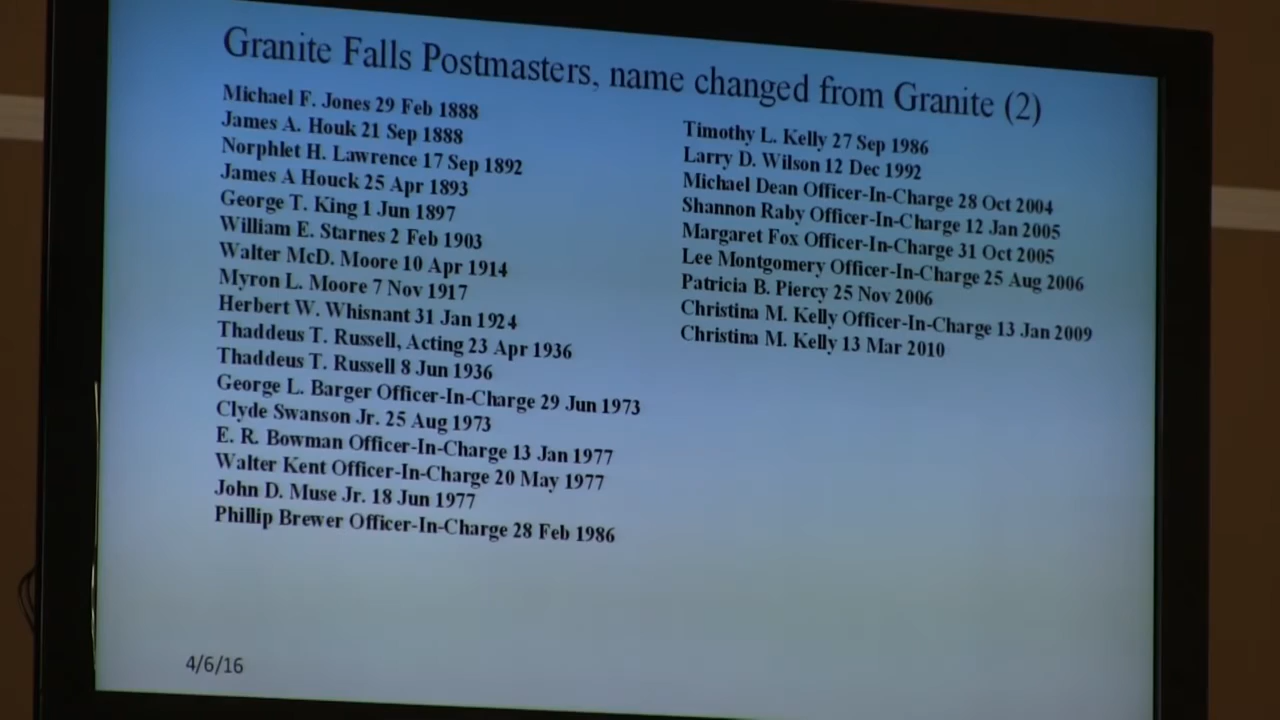 Granite Falls Postmasters, name changed from Granite (2)
Michael F. Jones 29 Feb 1888
James A. Houk 21 Sep 1888
Norphlet H. Lawrence 17 Sep 1892
James A Houck 25 Apr 1893
George T. King 1 Jun 1897
William E. Starnes 2 Feb 1903
Walter McD. Moore 10 Apr 1914
Myron L. Moore 7 Nov 1917
Herbert W. Whisnant 31 Jan 1924
Thaddeus T. Russell, Acting 23 Apr 1936
Thaddeus T. Russell 8 Jun 1936
George L. Barger Officer-In-Charge 29 Jun 1973
Clyde Swanson Jr. 25 Aug 1973
E. R. Bowman Officer-In-Charge 13 Jan 1977
Walter Kent Officer-In-Charge 20 May 1977
John D. Muse Jr. 18 Jun 1977
Phillip Brewer Officer-In-Charge 28 Feb 1986
Timothy L. Kelly 27 Sep 1986
Larry D. Wilson 12 Dec 1992
Michael Dean Officer-In-Charge 28 Oct 2004
Shannon Raby Officer-In-Charge 12 Jan 2005
Margaret Fox Officer-In-Charge 31 Oct 2005
Lee Montgomery Officer-In-Charge 25 Aug 2006
Patricia B. Piercy 25 Nov 2006
Christina M. Kelly Officer-In-Charge 13 Jan 2009
Christina M. Kelly 13 Mar 2010
4/6/16